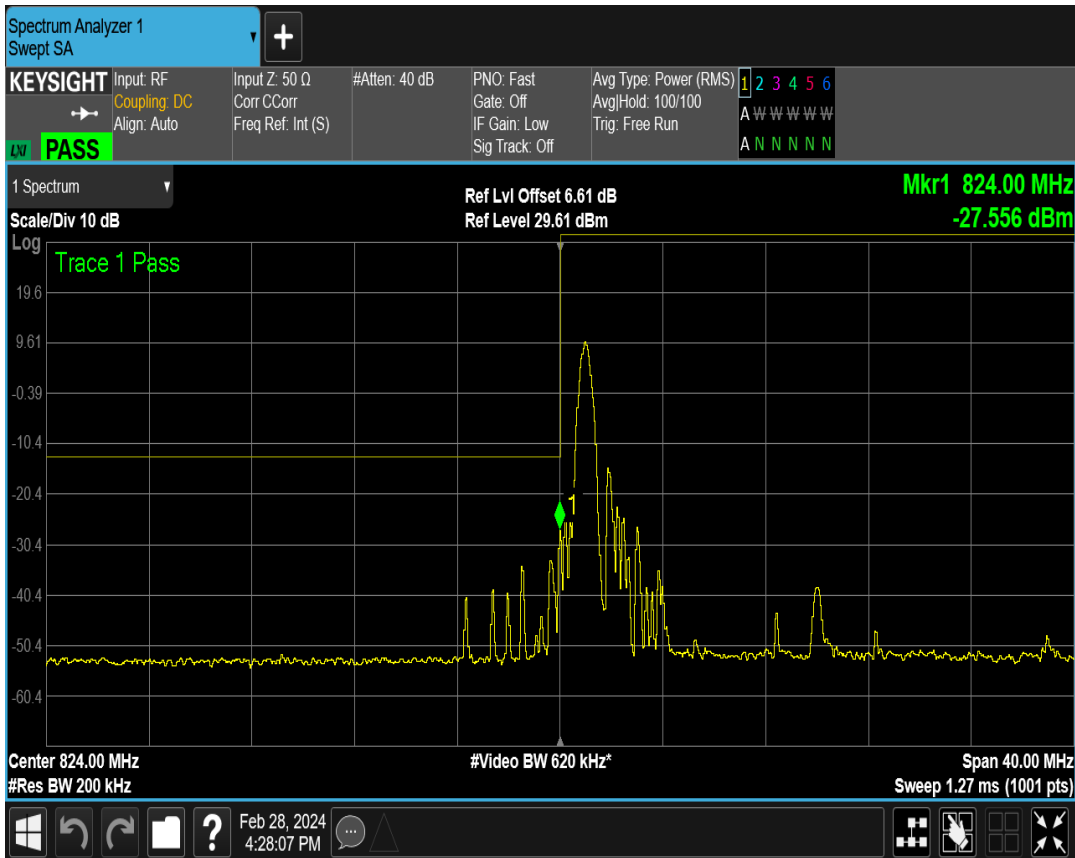 Spectrum Analyzer 1
Swept SA
+
KEYSIGHT
LXI PASS
Input: RF
Coupling: DC
Align: Auto
Input Z: 50 Ω
Corr CCorr
Freq Ref: Int (S)
#Atten: 40 dB
PNO: Fast
Gate: Off
IF Gain: Low
Sig Track: Off
Avg Type: Power (RMS)
Avg|Hold: 100/100
Trig: Free Run
1 2 3 4 5 6
A W W W W W
A N N N N N
1 Spectrum
Scale/Div 10 dB
Ref Lvl Offset 6.61 dB
Ref Level 29.61 dBm
Mkr1 824.00 MHz
-27.556 dBm
Log
Trace 1 Pass
19.6
9.61
-0.39
-10.4
-20.4
1
-30.4
-40.4
-50.4
-60.4
Center 824.00 MHz
#Video BW 620 kHz*
Span 40.00 MHz
#Res BW 200 kHz
Sweep 1.27 ms (1001 pts)
?
Feb 28, 2024
4:28:07 PM